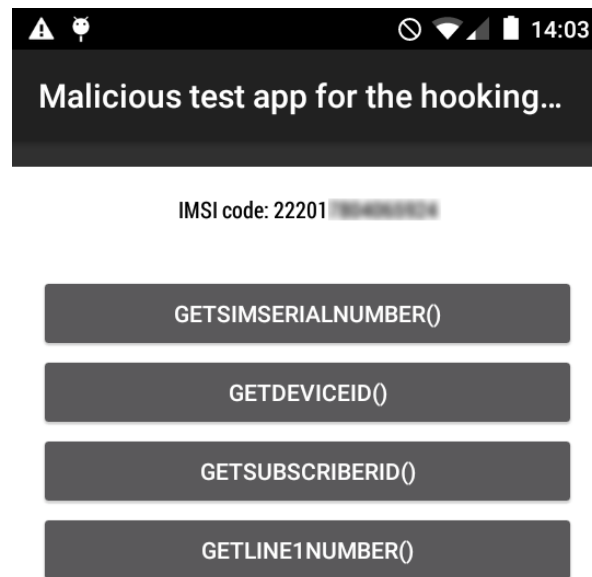 14:03
Malicious test app for the hooking...
IMSI code: 22201
GETSIMSERIALNUMBER()
GETDEVICEID()
GETSUBSCRIBERID()
GETLINE1NUMBER()